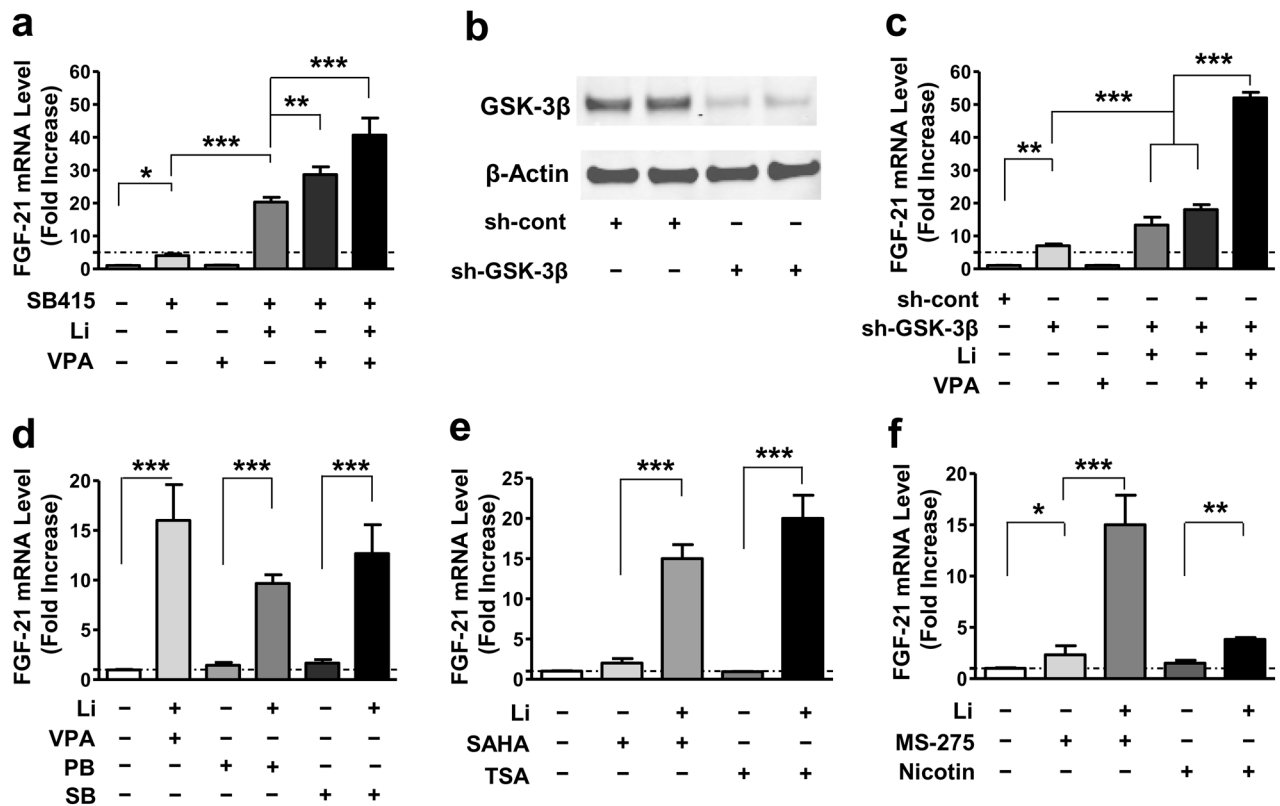 a
FGF-21 mRNA Level
(Fold Increase)
60
50
40
30
20
10
0
*
***
**
***
SB415 – + – + + +
Li – – – + – +
VPA – – + – + +
b
GSK-3β
β-Actin
sh-cont + + – –
sh-GSK-3β – – + +
c
FGF-21 mRNA Level
(Fold Increase)
60
50
40
30
20
10
0
**
***
***
sh-cont + – – – – –
sh-GSK-3β – + – + + +
Li – – – + – +
VPA – – + – + +
d
FGF-21 mRNA Level
(Fold Increase)
20
15
10
5
0
***
***
***
Li – + – + – +
VPA – + – – – –
PB – – + + – –
SB – – – – + +
e
FGF-21 mRNA Level
(Fold Increase)
25
20
15
10
5
0
***
***
Li – – + – +
SAHA – + + – –
TSA – – – + +
f
FGF-21 mRNA Level
(Fold Increase)
20
15
10
5
0
*
***
**
Li – – + – +
MS-275 – + + – –
Nicotin – – – + +